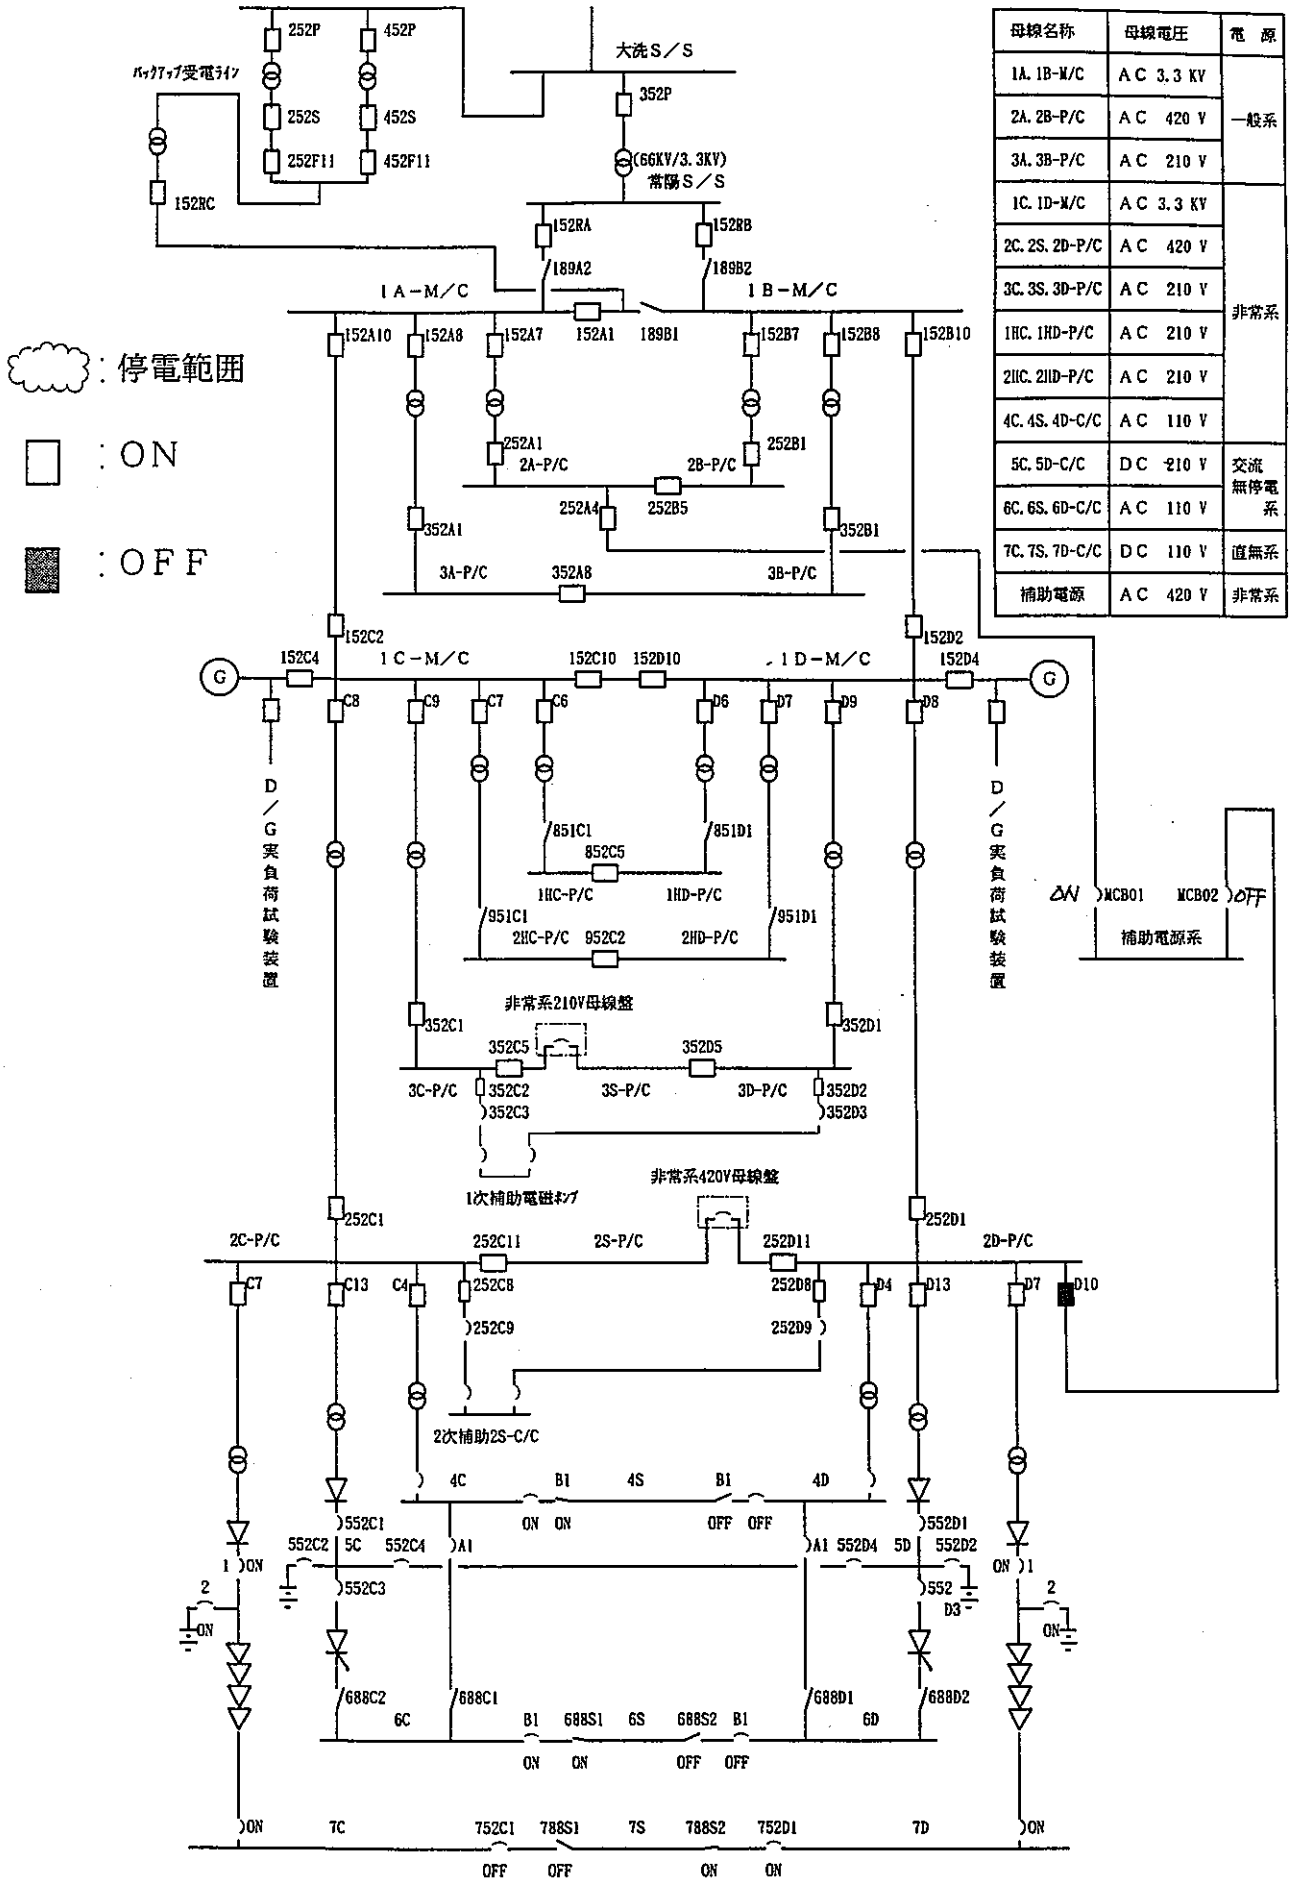 252P
452P
大洗S／S
バックアップ受電ライン
352P
252S
452S
(66KV/3.3KV)
252F11
452F11
常陽S／S
152RC
152RA
152RB
189A2
189B2
1A－M／C
1B－M／C
152A10
152A8
152A7
152A1
189B1
152B7
152B8
152B10
母線名称 母線電圧 電 源
1A. 1B-M/C AC 3.3 KV
2A. 2B-P/C AC 420 V 一般系
3A. 3B-P/C AC 210 V
1C. 1D-M/C AC 3.3 KV
2C. 2S. 2D-P/C AC 420 V
3C. 3S. 3D-P/C AC 210 V
非常系
1HC. 1HD-P/C AC 210 V
2HC. 2HD-P/C AC 210 V
4C. 4S. 4D-C/C AC 110 V
5C. 5D-C/C DC 210 V 交流
無停電
系
6C. 6S. 6D-C/C AC 110 V
7C. 7S. 7D-C/C DC 110 V 直無系
補助電源 AC 420 V 非常系
：停電範囲
：ON
：OFF
252A1
2A-P/C
2B-P/C
252B1
252A4
252B5
352A1
352B1
3A-P/C
352A8
3B-P/C
152C2
152D2
152C4
1C－M／C
152C10
152D10
1D－M／C
152D4
G
G
C8
C9
C7
C6
D6
D7
D9
D8
D／G実負荷試験装置
D／G実負荷試験装置
851C1
851D1
852C5
1HC-P/C
1HD-P/C
951C1
951D1
2HC-P/C
952C2
2HD-P/C
ON
MCB01
MCB02
OFF
補助電源系
非常系210V母線盤
352C1
352D1
352C5
352D5
3C-P/C
352C2
3S-P/C
3D-P/C
352D2
352C3
352D3
1次補助電磁ポンプ
非常系420V母線盤
252C1
252D1
2C-P/C
252C11
2S-P/C
252D11
2D-P/C
C7
C13
C4
252C8
252D8
D4
D13
D7
D10
252C9
252D9
2次補助2S-C/C
4C
B1
4S
B1
4D
ON
ON
OFF
OFF
552C1
552D1
552C2
5C
552C4
A1
A1
552D4
5D
552D2
1
ON
ON
1
552C3
552
D3
2
ON
2
ON
688C2
688C1
688D1
688D2
6C
B1
688S1
6S
688S2
B1
6D
ON
ON
OFF
OFF
ON
7C
752C1
788S1
7S
788S2
752D1
7D
ON
OFF
OFF
ON
ON